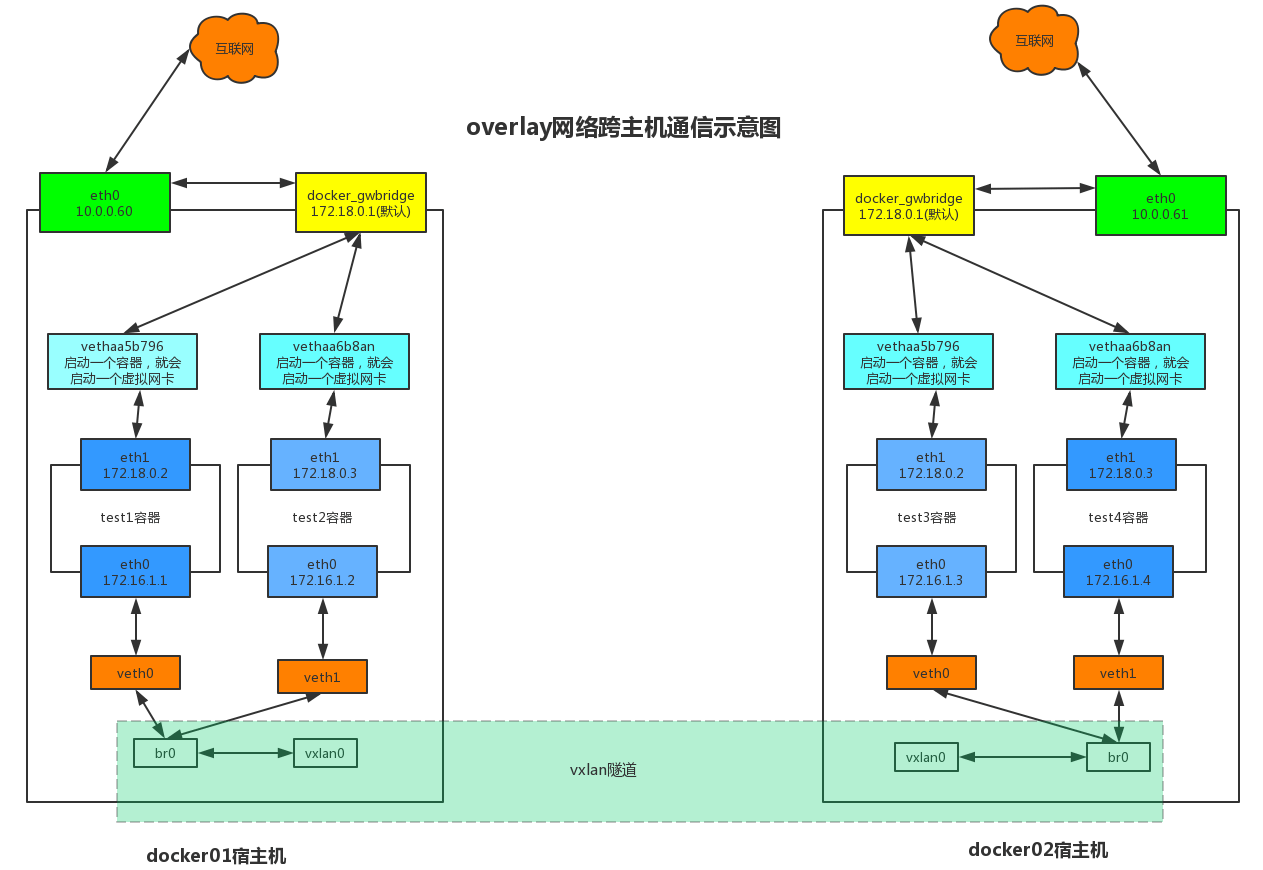 互联网
互联网
overlay网络跨主机通信示意图
eth0
10.0.0.60
docker_gwbridge
172.18.0.1(默认)
docker_gwbridge
172.18.0.1(默认)
eth0
10.0.0.61
vethaa5b796
启动一个容器，就会
启动一个虚拟网卡
vethaa6b8an
启动一个容器，就会
启动一个虚拟网卡
vethaa5b796
启动一个容器，就会
启动一个虚拟网卡
vethaa6b8an
启动一个容器，就会
启动一个虚拟网卡
eth1
172.18.0.2
eth1
172.18.0.3
eth1
172.18.0.2
eth1
172.18.0.3
test1容器
test2容器
test3容器
test4容器
eth0
172.16.1.1
eth0
172.16.1.2
eth0
172.16.1.3
eth0
172.16.1.4
veth0
veth1
veth0
veth1
br0
vxlan0
vxlan隧道
vxlan0
br0
docker01宿主机
docker02宿主机